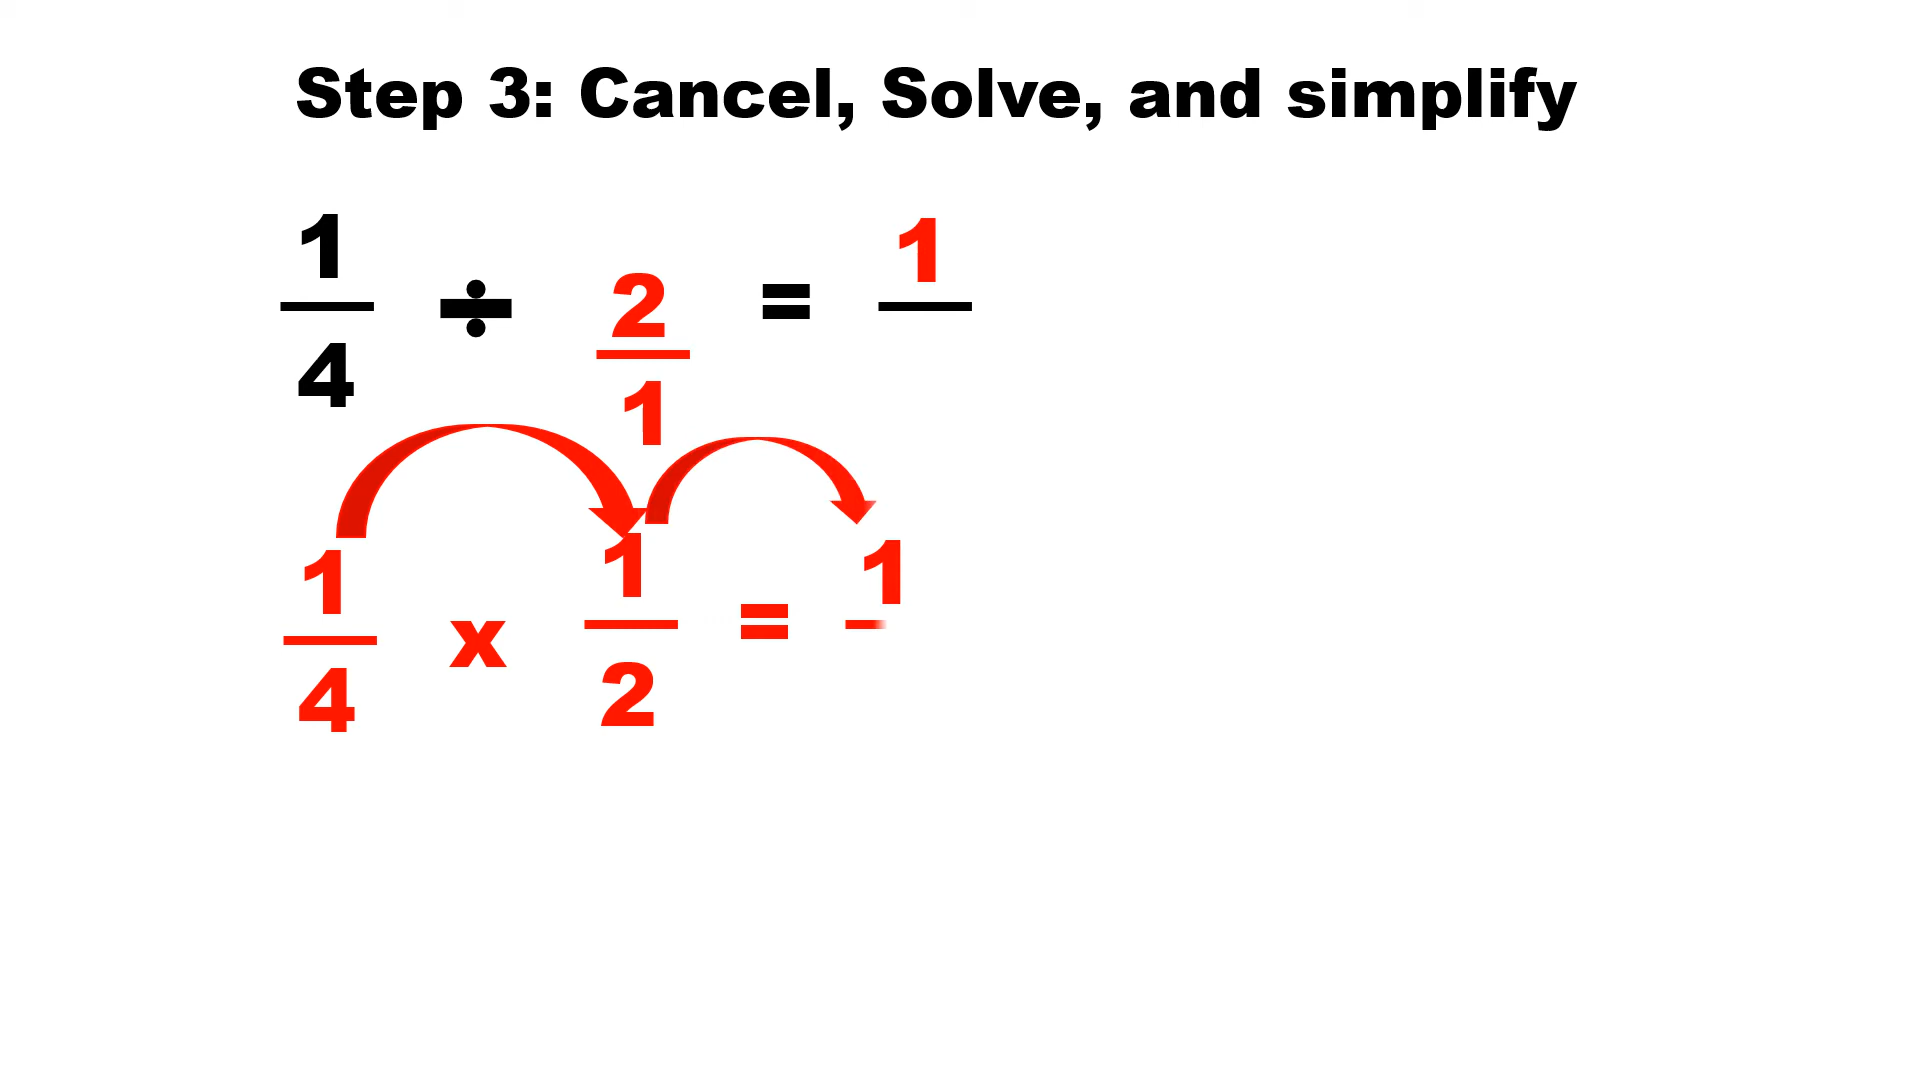 Step 3: Cancel, Solve, and simplify
1 1
÷ 2 =
4 1
1 1 1
x =
4 2